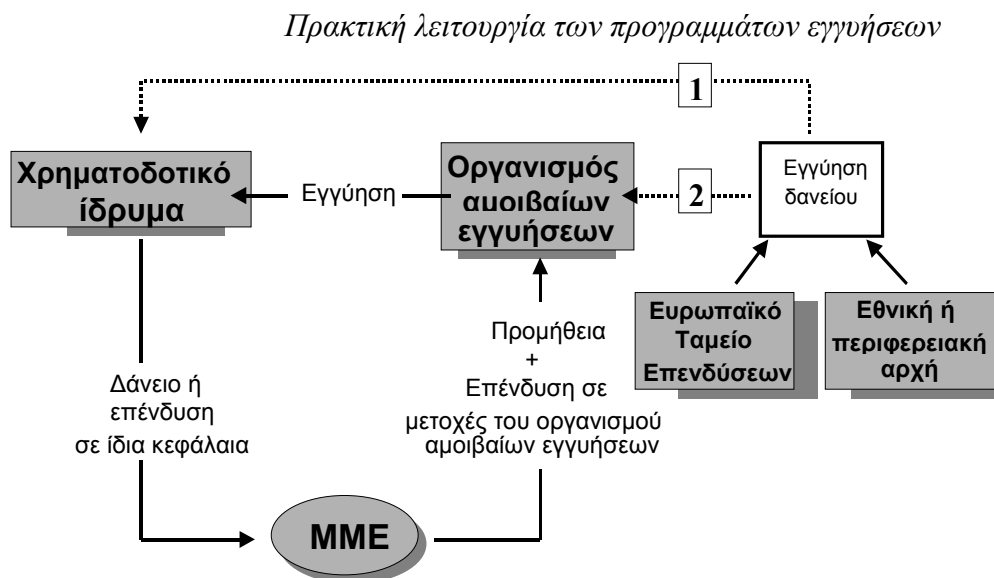 Πρακτική λειτουργία των προγραμμάτων εγγυήσεων
1
Χρηματοδοτικό
ίδρυμα
Εγγύηση
Οργανισμός
αμοιβαίων
εγγυήσεων
2
Εγγύηση
δανείου
Ευρωπαϊκό
Ταμείο
Επενδύσεων
Εθνική ή
περιφερειακή
αρχή
Προμήθεια
+
Επένδυση σε
μετοχές του οργανισμού
αμοιβαίων εγγυήσεων
Δάνειο ή
επένδυση
σε ίδια κεφάλαια
ΜΜΕ